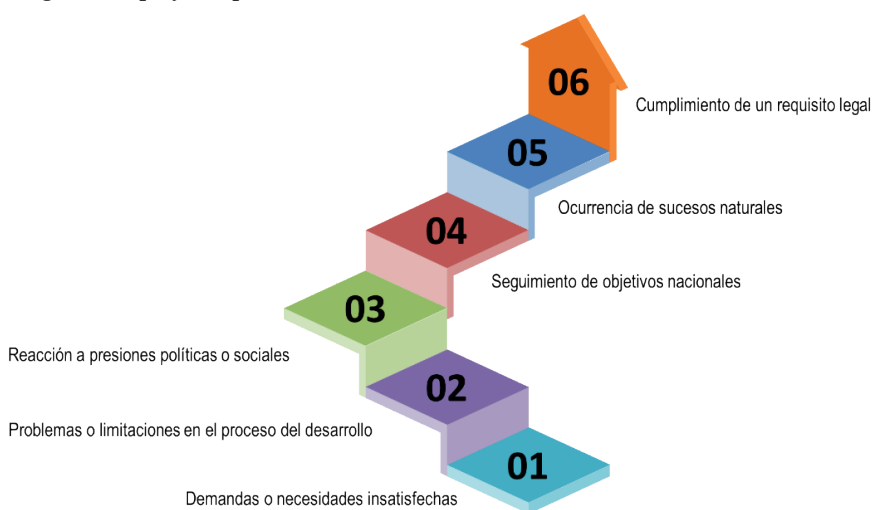 06
Cumplimiento de un requisito legal
05
Ocurrencia de sucesos naturales
04
Seguimiento de objetivos nacionales
03
Reacción a presiones políticas o sociales
02
Problemas o limitaciones en el proceso del desarrollo
01
Demandas o necesidades insatisfechas